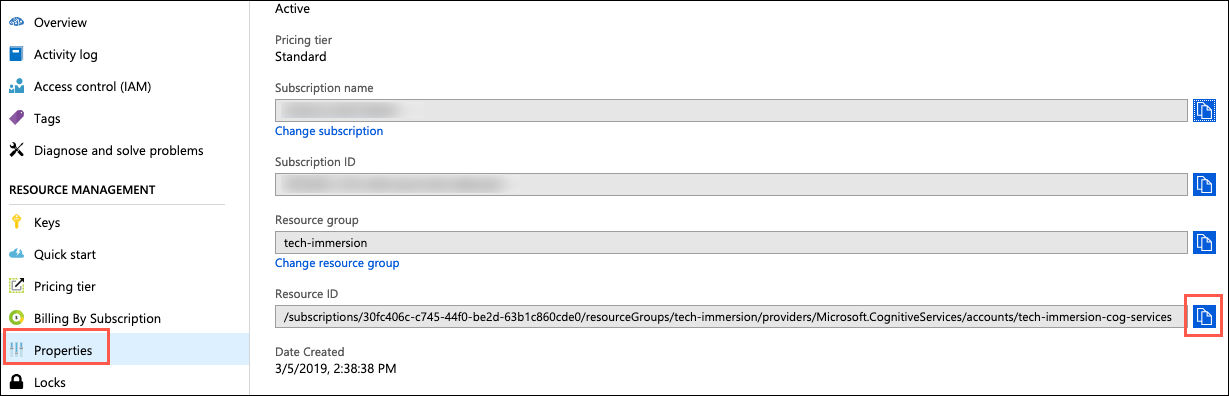 Overview
Activity log
Access control (IAM)
Tags
Diagnose and solve problems
RESOURCE MANAGEMENT
Keys
Quick start
Pricing tier
Billing By Subscription
Properties
Locks
Active
Pricing tier
Standard
Subscription name
Change subscription
Subscription ID
Resource group
tech-immersion
Change resource group
Resource ID
/subscriptions/30fc406c-c745-44f0-be2d-63b1c860cde0/resourceGroups/tech-immersion/providers/Microsoft.CognitiveServices/accounts/tech-immersion-cog-services
Date Created
3/5/2019, 2:38:38 PM